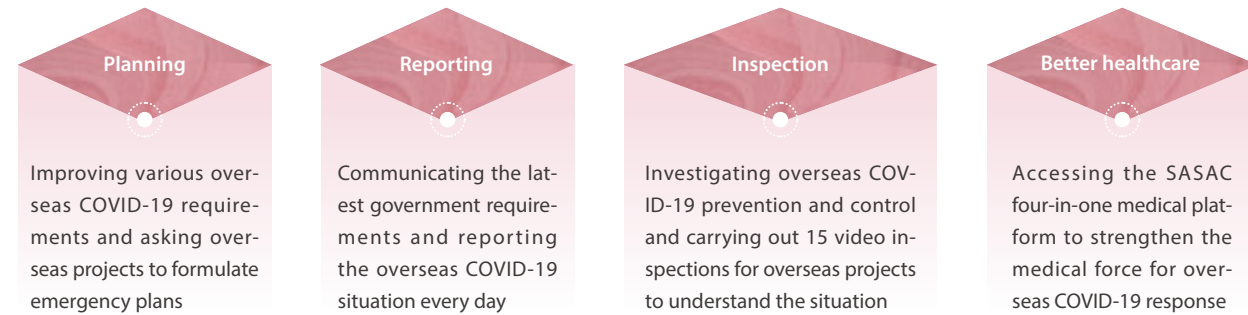 Planning
Improving various over-
seas COVID-19 require-
ments and asking over-
seas projects to formulate
emergency plans
Reporting
Communicating the lat-
est government require-
ments and reporting
the overseas COVID-19
situation every day
Inspection
Investigating overseas COV-
ID-19 prevention and control
and carrying out 15 video in-
spections for overseas projects
to understand the situation
Better healthcare
Accessing the SASAC
four-in-one medical plat-
form to strengthen the
medical force for over-
seas COVID-19 response